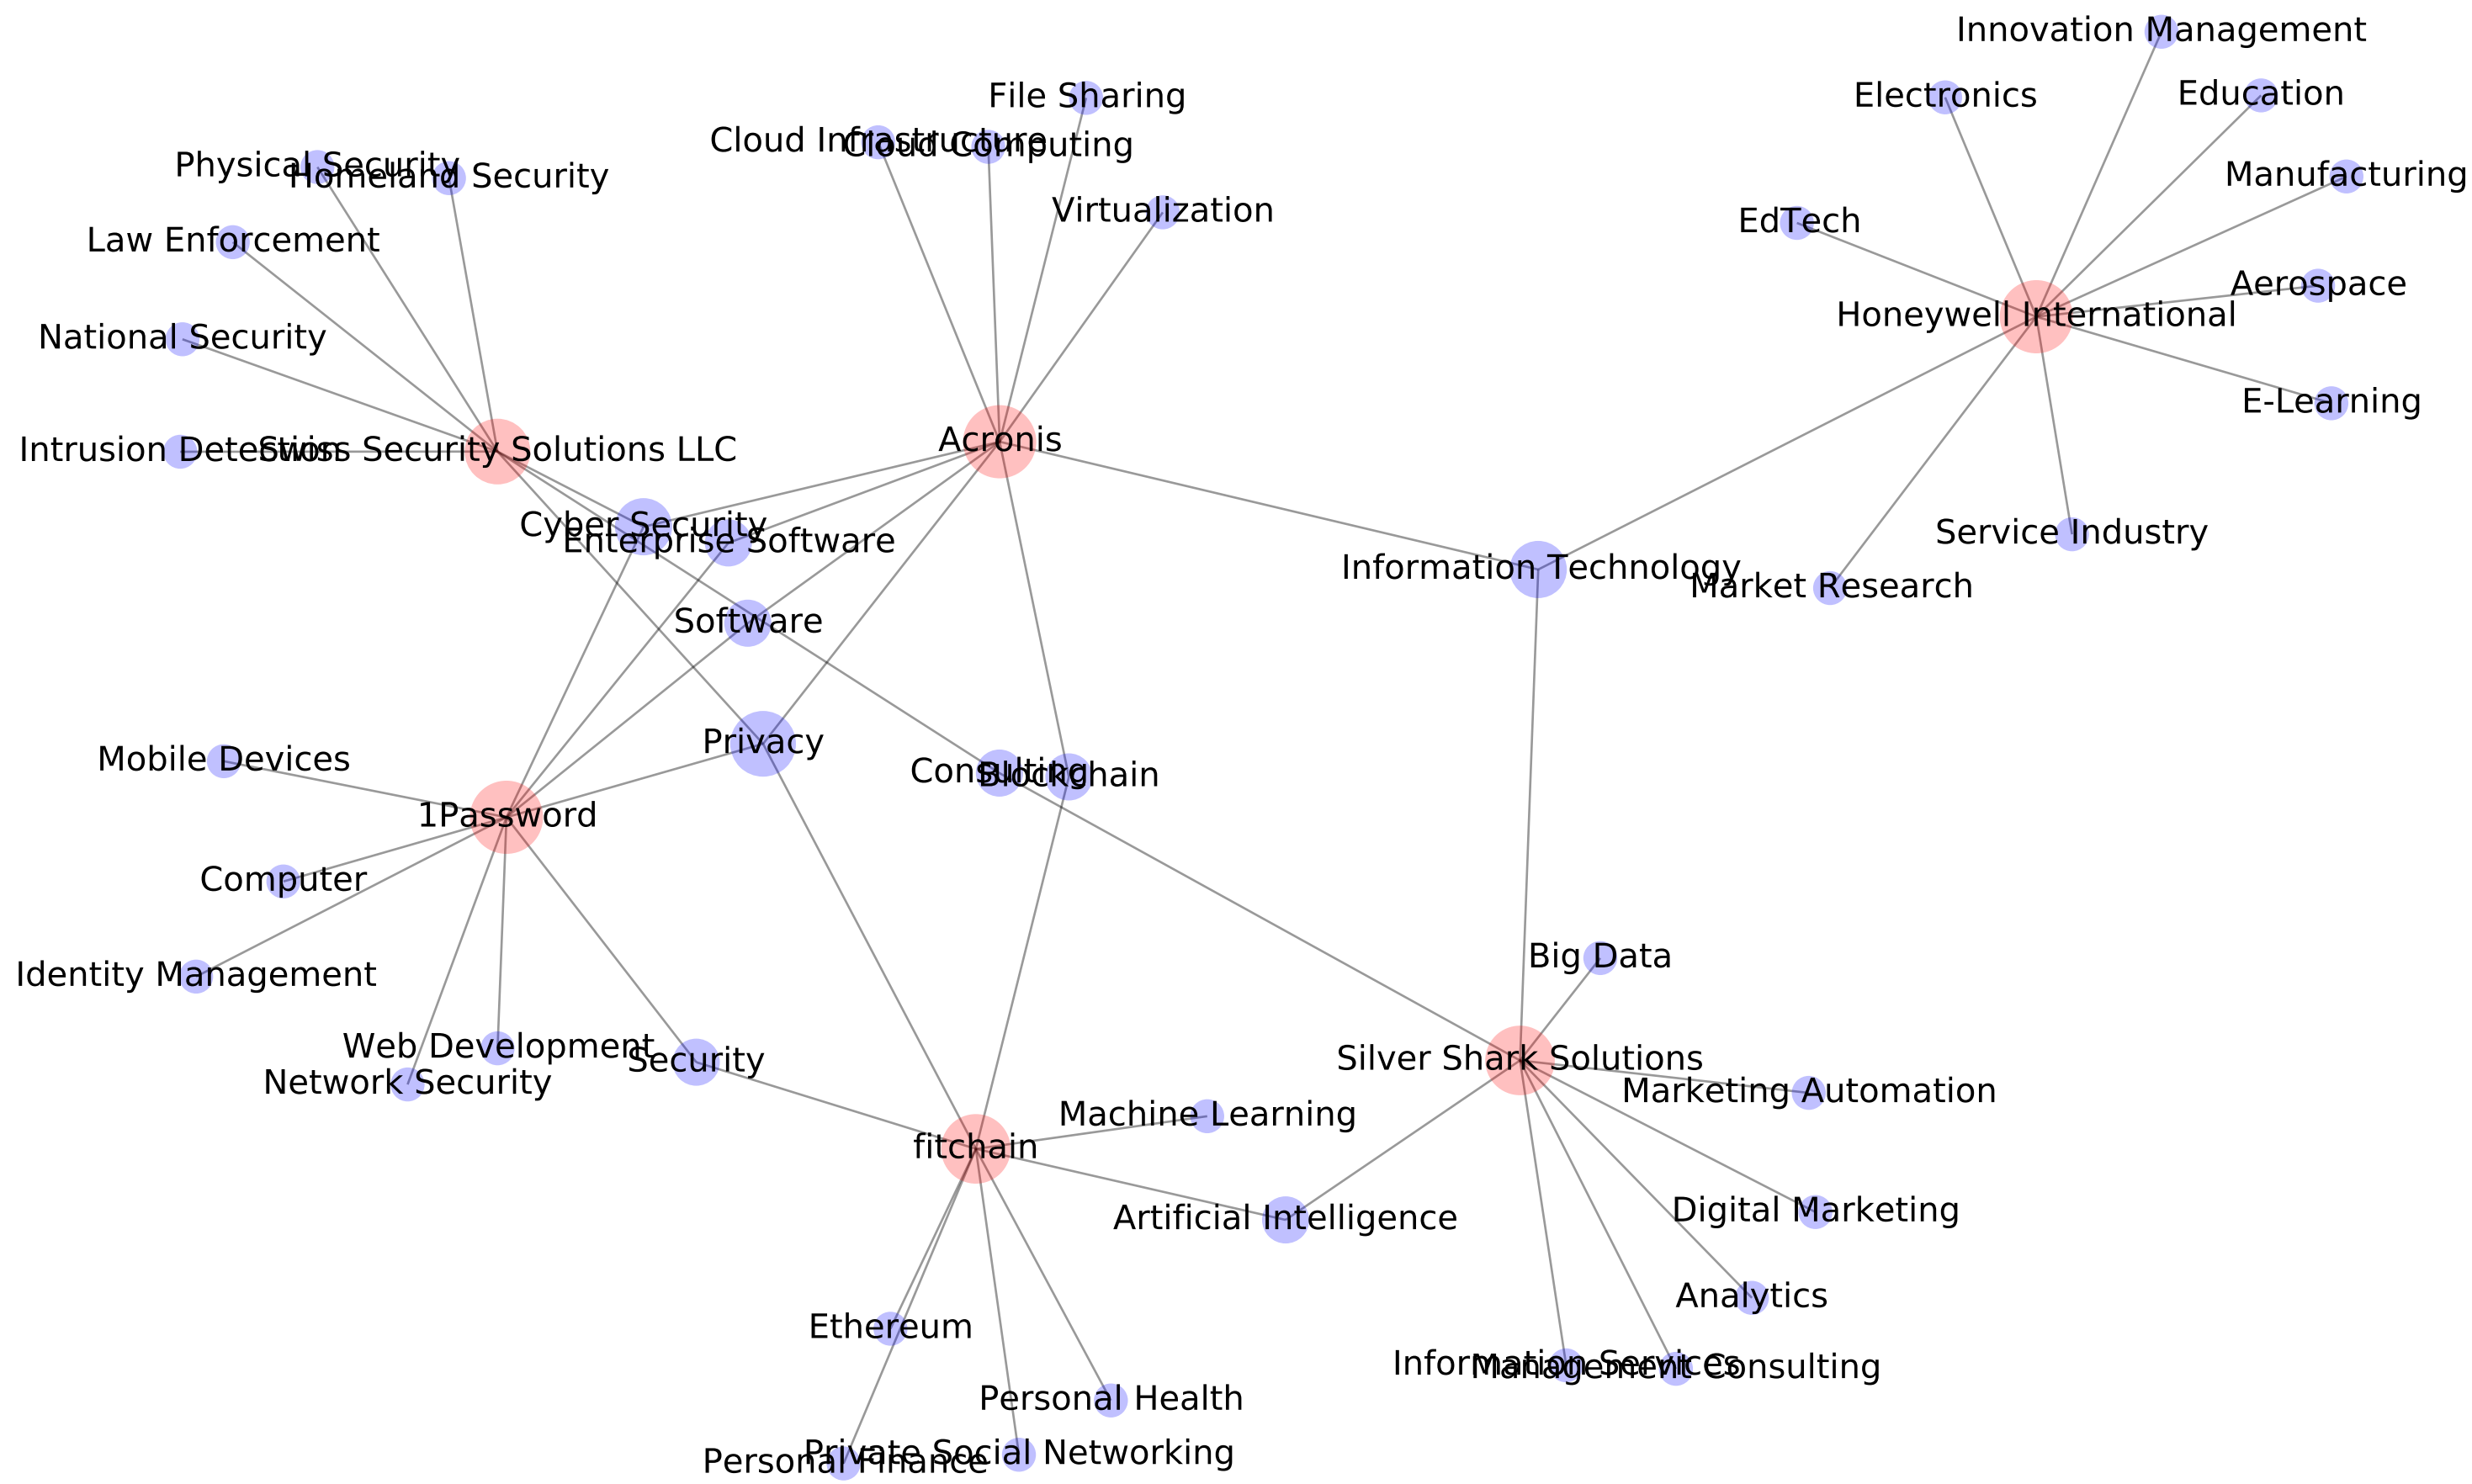 Innovation Management
Electronics
Education
File Sharing
Cloud Infrastructure
Cloud Computing
Physical Security
Homeland Security
Manufacturing
Virtualization
EdTech
Law Enforcement
Aerospace
Honeywell International
National Security
E-Learning
Acronis
Intrusion Detection
Swiss Security Solutions LLC
Cyber Security
Service Industry
Enterprise Software
Information Technology
Market Research
Software
Privacy
Mobile Devices
Consulting
Blockchain
1Password
Computer
Big Data
Identity Management
Web Development
Security
Silver Shark Solutions
Network Security
Marketing Automation
Machine Learning
fitchain
Digital Marketing
Artificial Intelligence
Analytics
Ethereum
Information Services
Management Consulting
Personal Health
Private Social Networking
Personal Finance